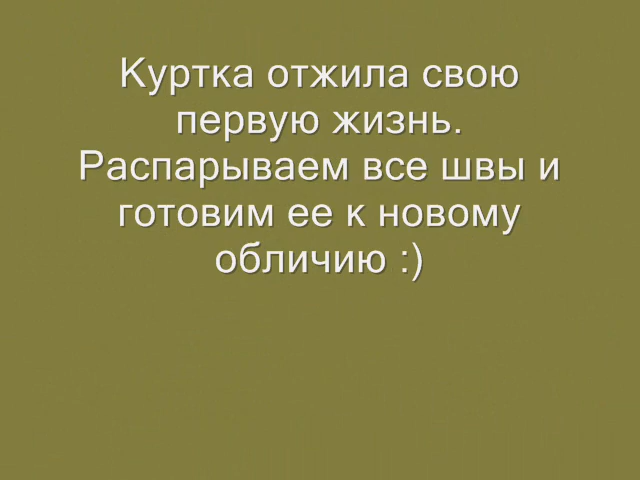 Куртка отжила свою
первую жизнь.
Распарываем все швы и
готовим ее к новому
обличию :)